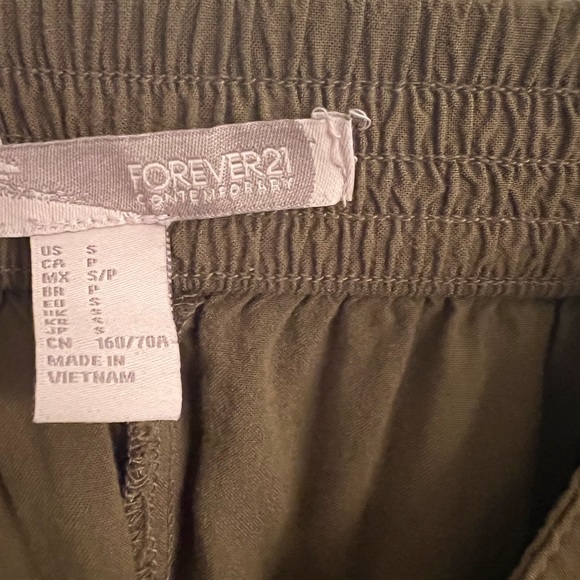 FOREVER21
CONTEMPORARY
US S
CA P
MX S/P
BR P
EU S
UK S
KR S
JP S
CN 160/70A
MADE IN
VIETNAM